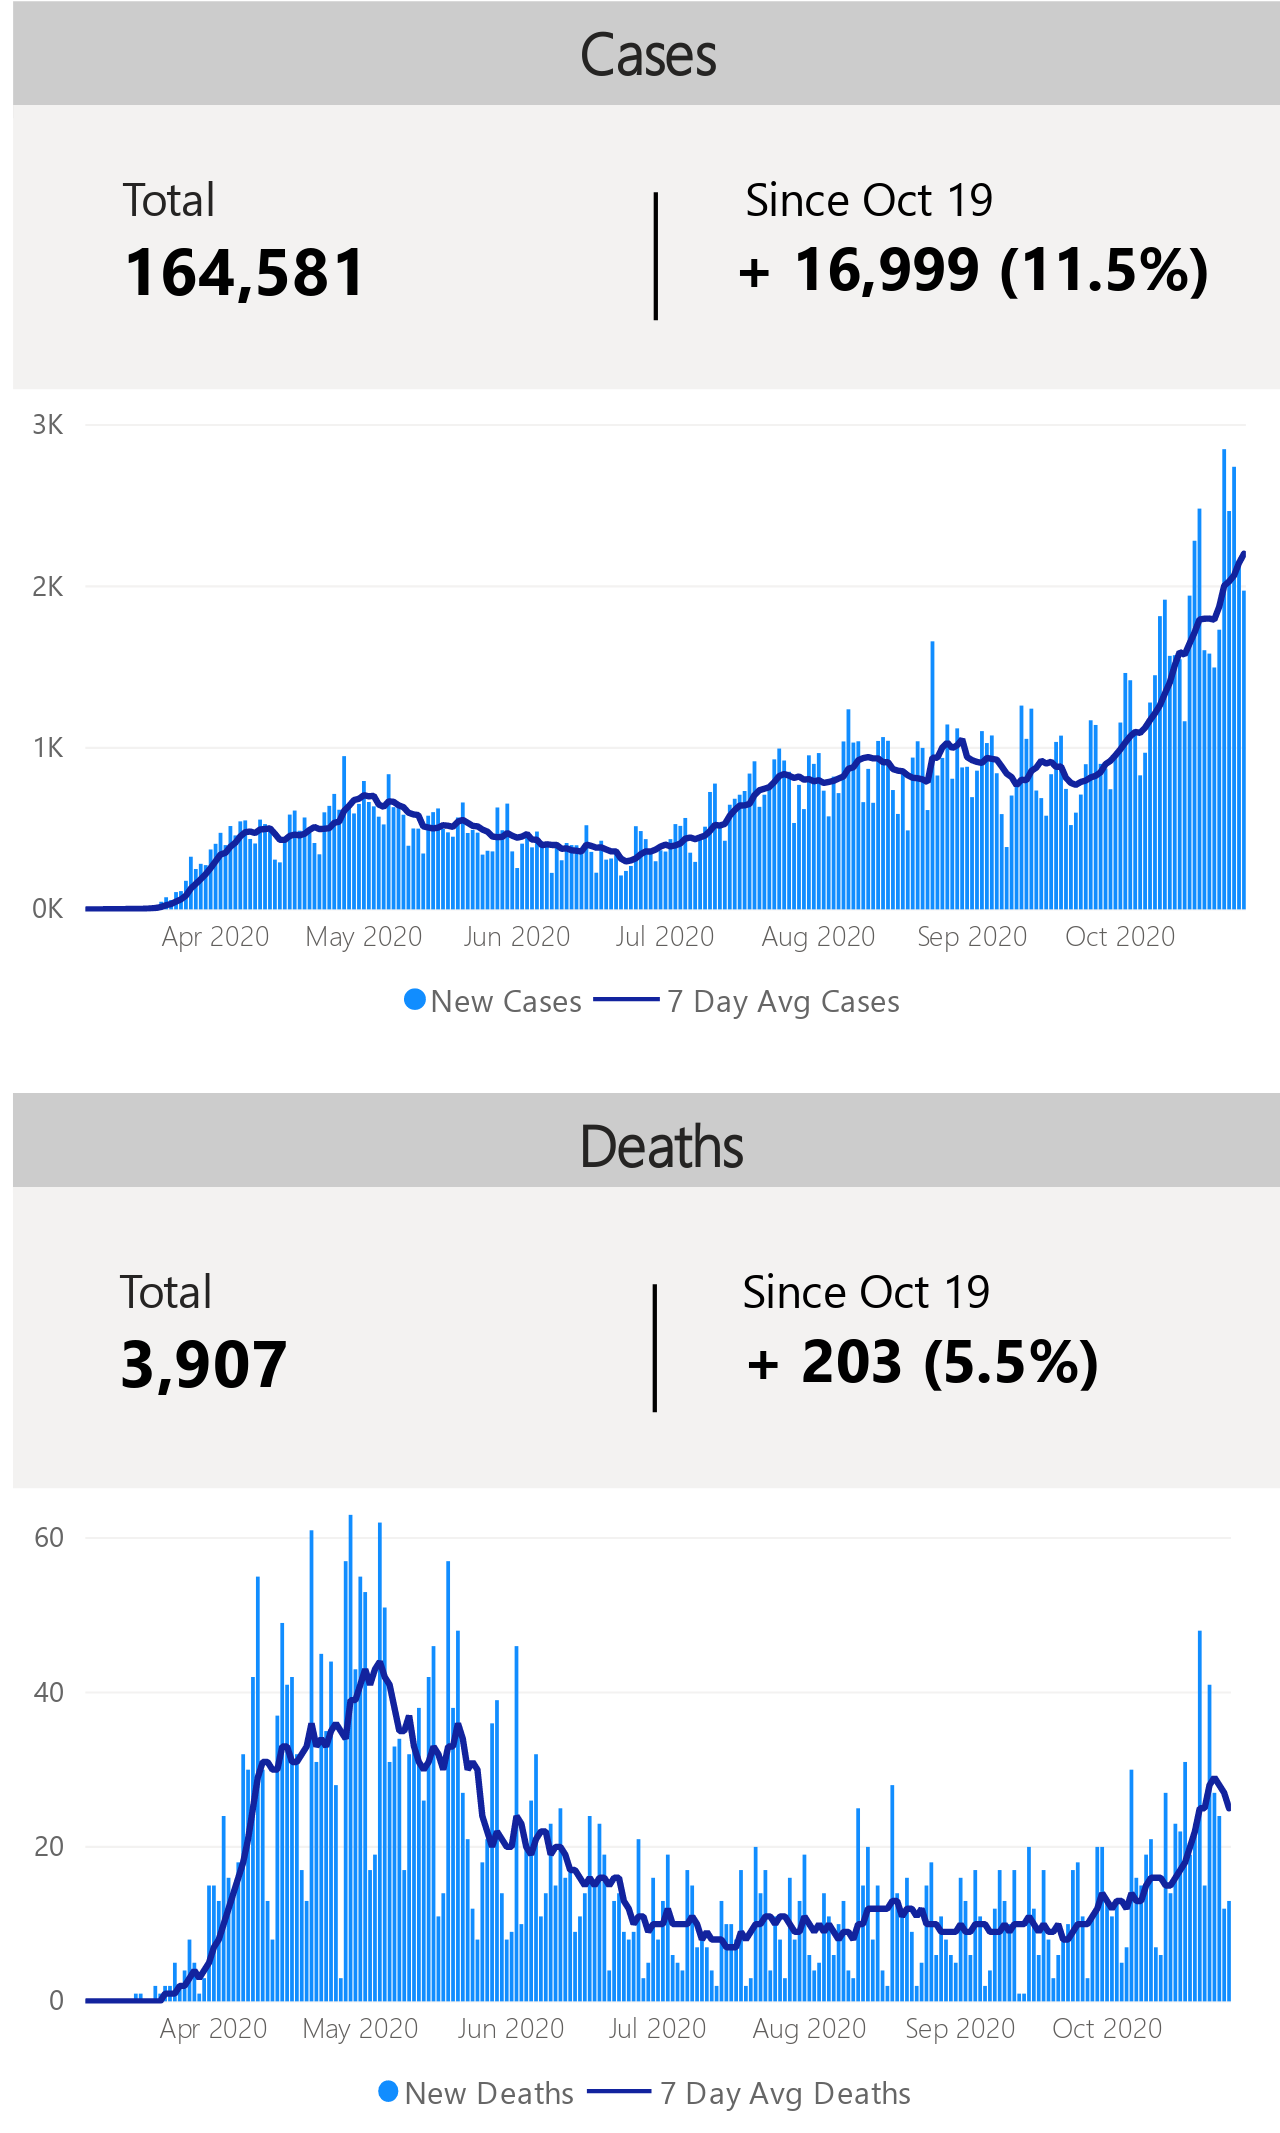 Cases
Total
Since Oct 19
164,581
+ 16,999 (11.5%)
3K
2K
1K
0K
Apr 2020 May 2020 Jun 2020 Jul 2020 Aug 2020 Sep 2020 Oct 2020
New Cases 7 Day Avg Cases
Deaths
Total
Since Oct 19
3,907
+ 203 (5.5%)
60
40
20
0
Apr 2020 May 2020 Jun 2020 Jul 2020 Aug 2020 Sep 2020 Oct 2020
New Deaths 7 Day Avg Deaths